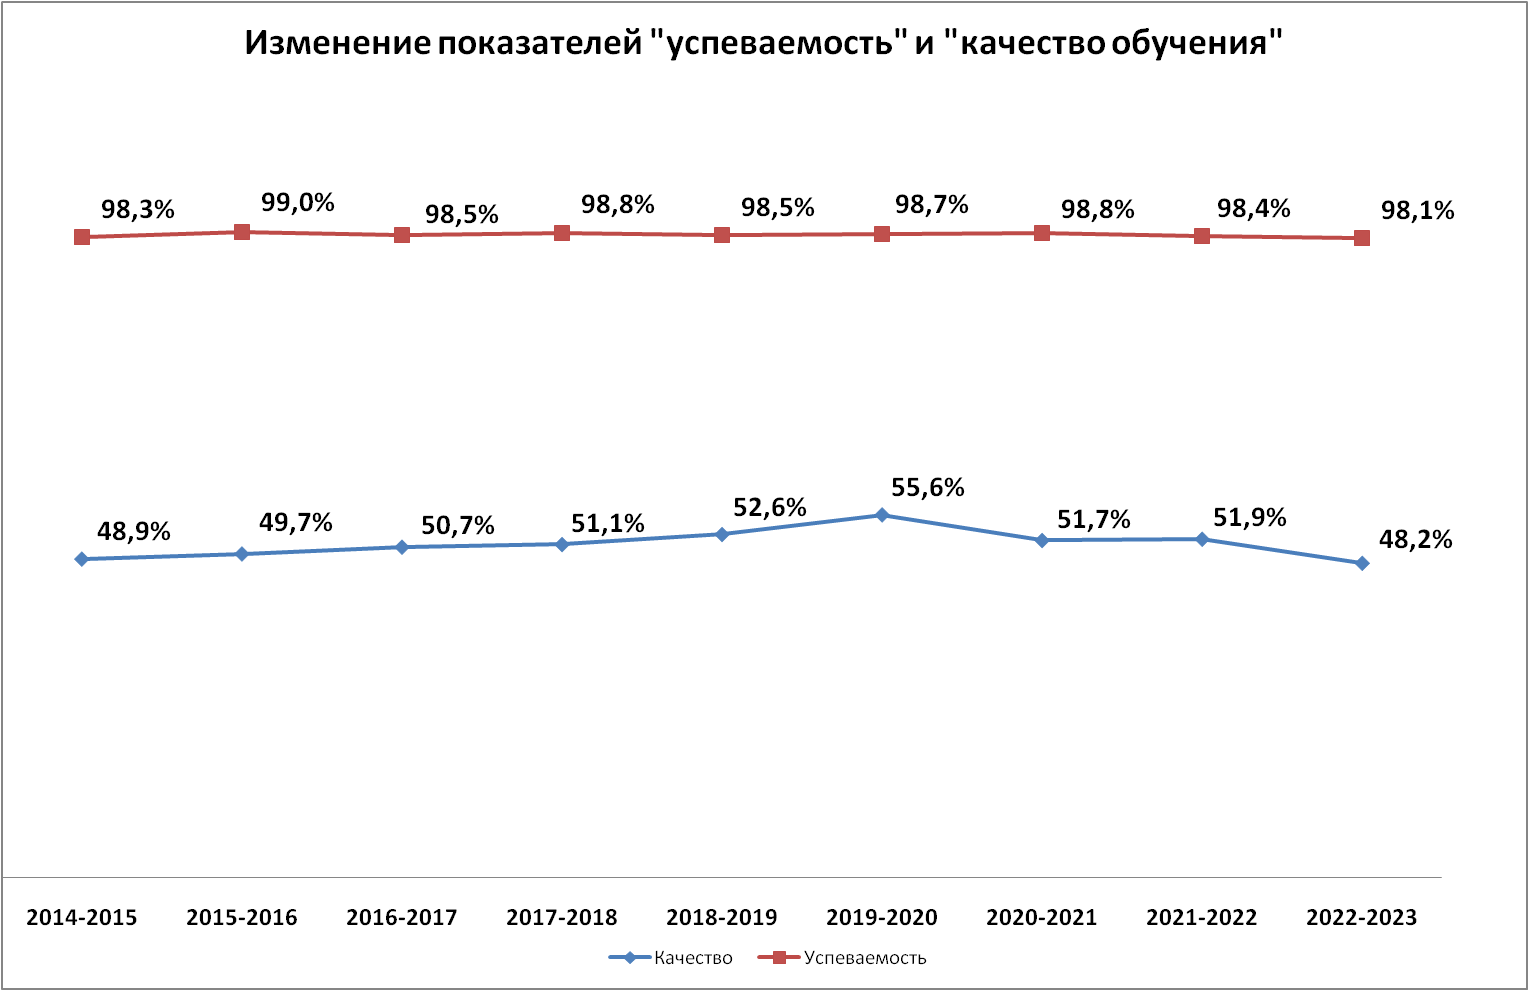 Изменение показателей "успеваемость" и "качество обучения"
98,3% 99,0% 98,5% 98,8% 98,5% 98,7% 98,8% 98,4% 98,1%
48,9% 49,7% 50,7% 51,1% 52,6% 55,6% 51,7% 51,9% 48,2%
2014-2015 2015-2016 2016-2017 2017-2018 2018-2019 2019-2020 2020-2021 2021-2022 2022-2023
Качество Успеваемость